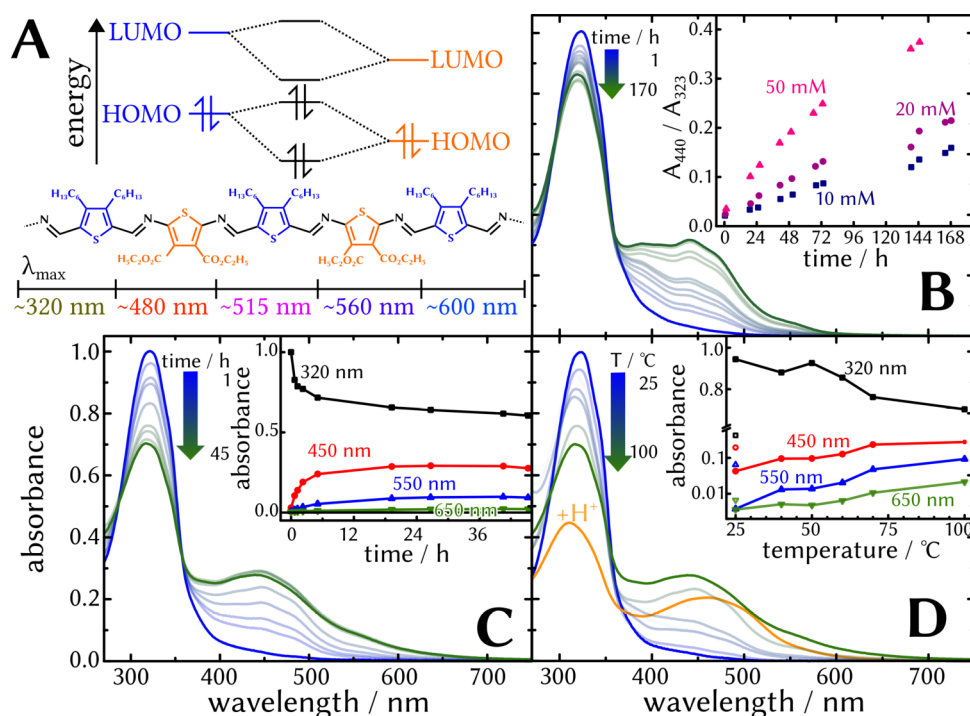 A
energy
LUMO
LUMO
HOMO
HOMO
H₁₃C₆ C₆H₁₃ H₁₃C₆ C₆H₁₃ H₁₃C₆ C₆H₁₃
N S N S N S N S N S N
H₅C₂O₂C CO₂C₂H₅ H₅C₂O₂C CO₂C₂H₅
λmax
~320 nm ~480 nm ~515 nm ~560 nm ~600 nm
B
time / h
1
170
A₄₄₀ / A₃₂₃
0.4
0.3
0.2
0.1
0.0
50 mM
20 mM
10 mM
0 24 48 72 96 120 144 168
time / h
C
absorbance
1.0
0.8
0.6
0.4
0.2
0.0
time / h
1
45
absorbance
1.0
0.5
0.0
320 nm
450 nm
550 nm
650 nm
0 12 24 36
time / h
300 400 500 600 700
wavelength / nm
D
T / °C
25
100
+H⁺
absorbance
1.0
0.8
0.1
0.01
320 nm
450 nm
550 nm
650 nm
25 50 75 100
temperature / °C
300 400 500 600 700
wavelength / nm